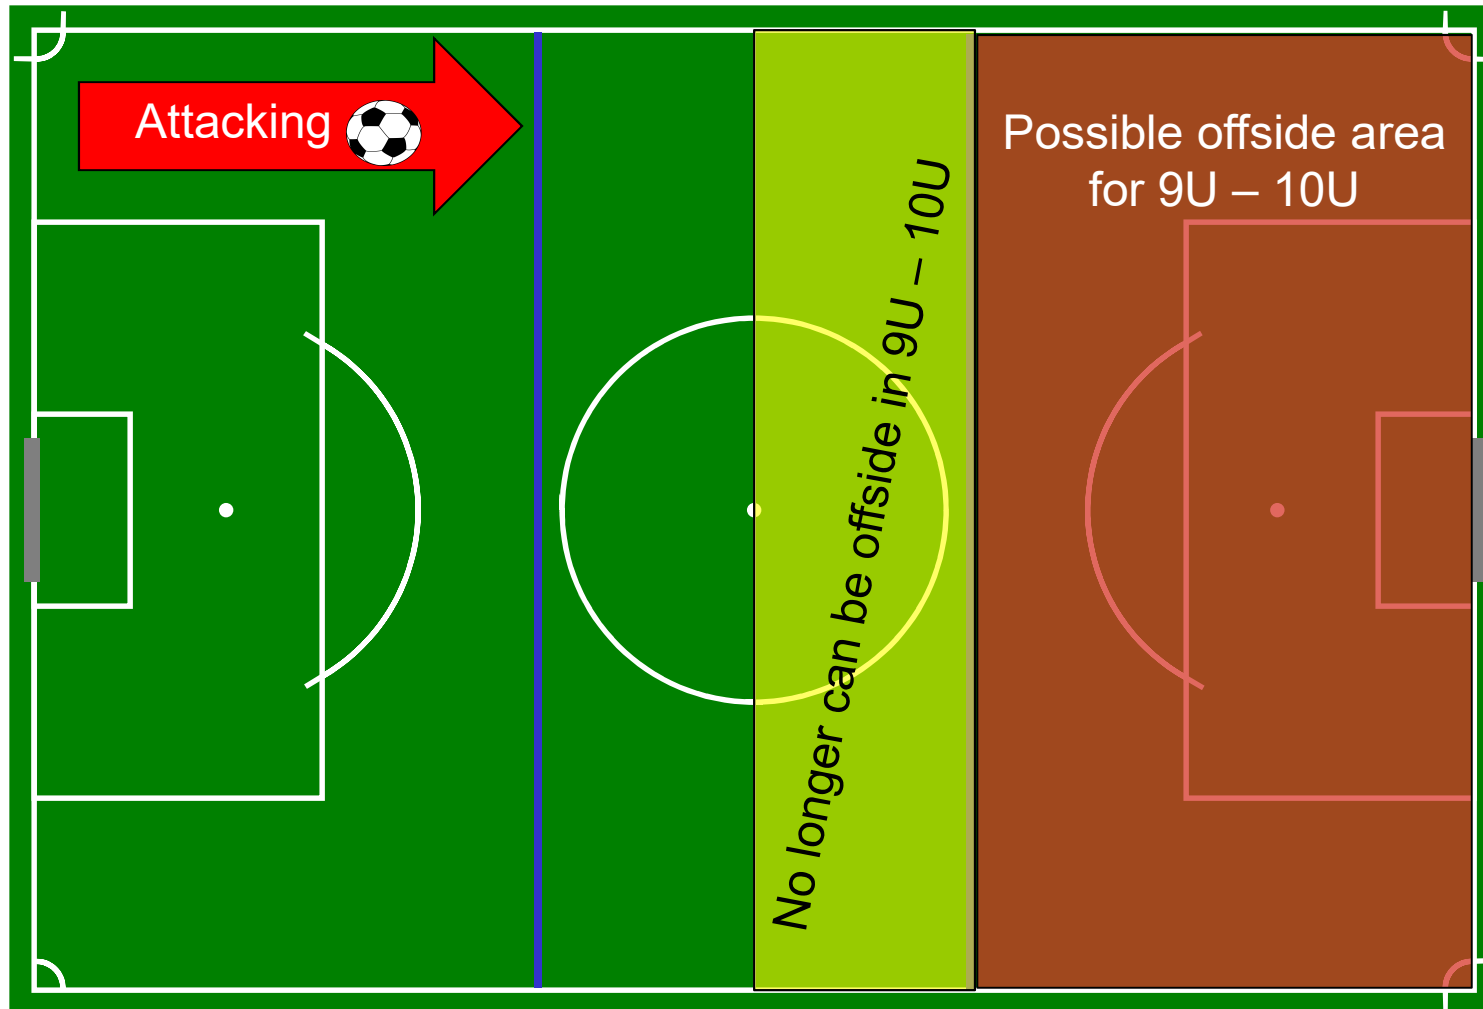 Attacking
Possible offside area
for 9U – 10U
No longer can be offside in 9U – 10U